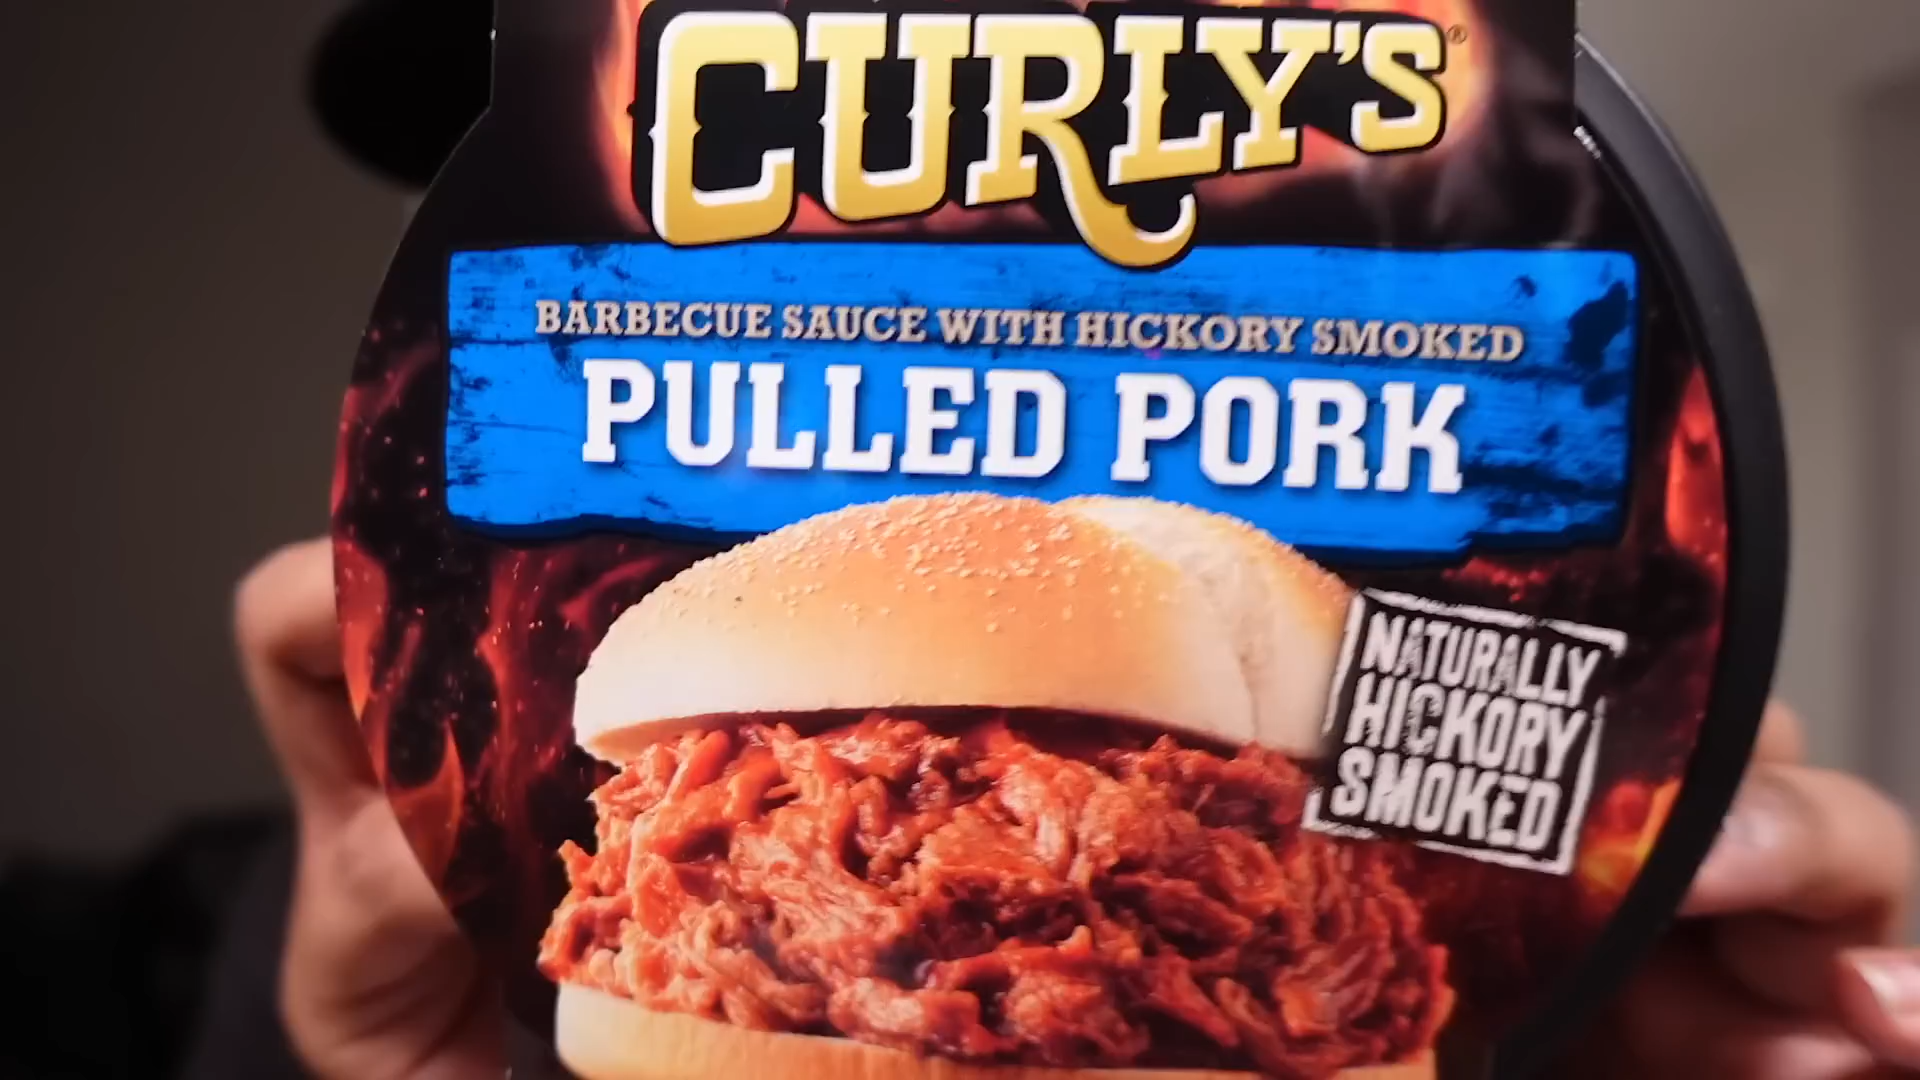 CURLY'S®
BARBECUE SAUCE WITH HICKORY SMOKED
PULLED PORK
NATURALLY
HICKORY
SMOKED